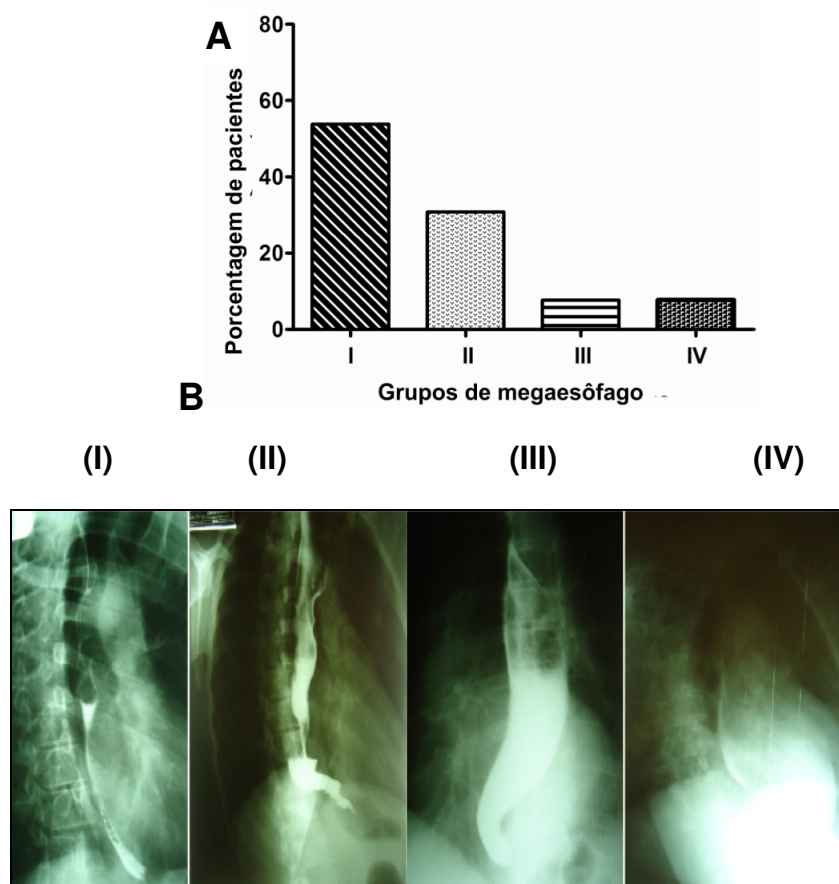 A
Porcentagem de pacientes
80
60
40
20
0
I II III IV
Grupos de megaesôfago
B
(I) (II) (III) (IV)